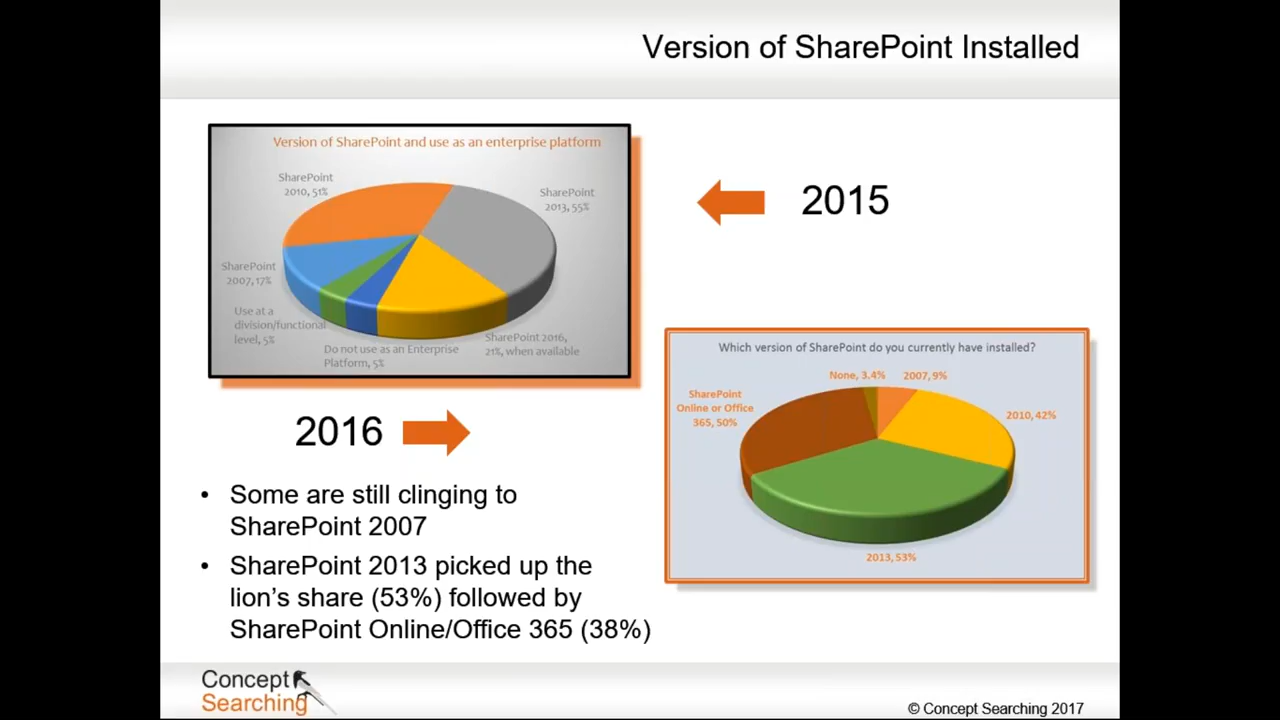 Version of SharePoint Installed
Version of SharePoint and use as an enterprise platform
SharePoint
2010, 51%
SharePoint
2013, 55%
SharePoint
2007, 17%
Use at a
division/functional
level, 5%
Do not use as an Enterprise
Platform, 5%
SharePoint 2016,
21%, when available
2015
2016
Which version of SharePoint do you currently have installed?
None, 3.4%
2007, 9%
SharePoint
Online or Office
365, 50%
2010, 42%
2013, 53%
• Some are still clinging to
SharePoint 2007
• SharePoint 2013 picked up the
lion’s share (53%) followed by
SharePoint Online/Office 365 (38%)
Concept
Searching
© Concept Searching 2017